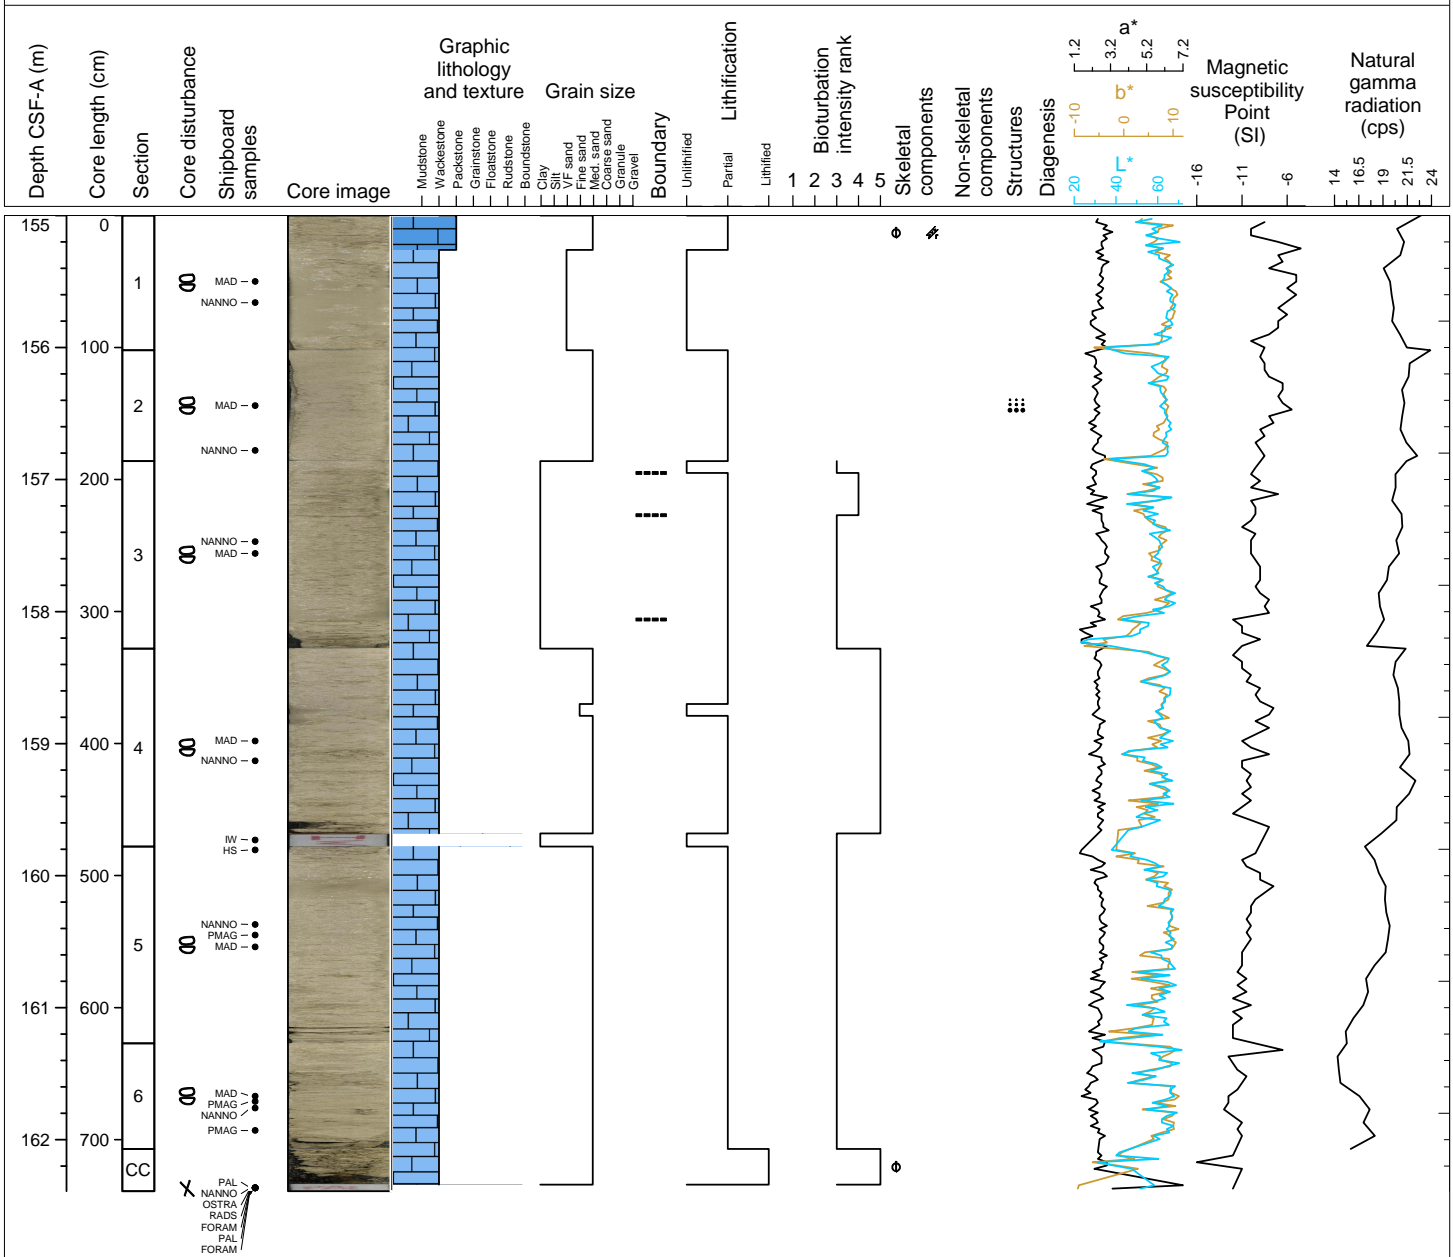 Depth CSF-A (m)
Core length (cm)
Section
Core disturbance
Shipboard
samples
Core image
Graphic
lithology
and texture
Mudstone
Wackestone
Packstone
Grainstone
Floatstone
Rudstone
Boundstone
Grain size
Clay
Silt
VF sand
Fine sand
Med. sand
Coarse sand
Granule
Gravel
Boundary
Lithification
Unlithified
Partial
Lithified
Bioturbation
intensity rank
1 2 3 4 5
Skeletal
components
Non-skeletal
components
Structures
Diagenesis
a*
1.2 3.2 5.2 7.2
b*
-10 0 10
L*
20 40 60
Magnetic
susceptibility
Point
(SI)
-16 -11 -6
Natural
gamma
radiation
(cps)
14 16.5 19 21.5 24
155 0
1
MAD
NANNO
156 100
2
MAD
NANNO
157 200
NANNO
3
MAD
158 300
MAD
159 400
4
NANNO
IW
HS
160 500
NANNO
PMAG
5
MAD
161 600
MAD
6
PMAG
NANNO
PMAG
162 700
CC
PAL
NANNO
OSTRA
RADS
FORAM
PAL
FORAM